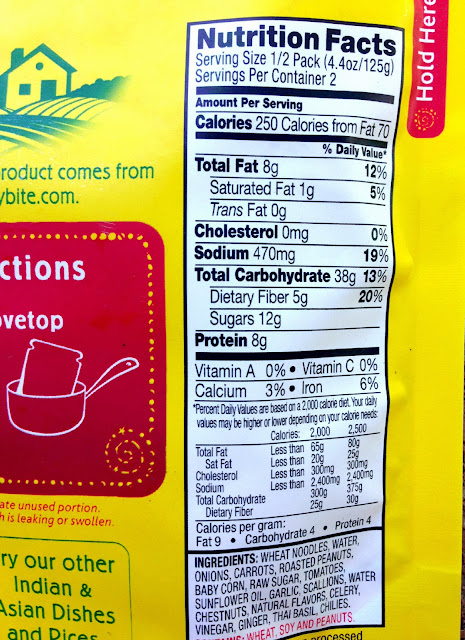 product comes from
ybite.com.
ctions
ovetop
ate unused portion.
h is leaking or swollen.
ry our other
Indian &
Asian Dishes
and Rices
Hold Here
Nutrition Facts
Serving Size 1/2 Pack (4.4oz/125g)
Servings Per Container 2
Amount Per Serving
Calories 250 Calories from Fat 70
% Daily Value*
Total Fat 8g 12%
Saturated Fat 1g 5%
Trans Fat 0g
Cholesterol 0mg 0%
Sodium 470mg 19%
Total Carbohydrate 38g 13%
Dietary Fiber 5g 20%
Sugars 12g
Protein 8g
Vitamin A 0% • Vitamin C 0%
Calcium 3% • Iron 6%
*Percent Daily Values are based on a 2,000 calorie diet. Your daily
values may be higher or lower depending on your calorie needs:
Calories: 2,000 2,500
Total Fat Less than 65g 80g
Sat Fat Less than 20g 25g
Cholesterol Less than 300mg 300mg
Sodium Less than 2,400mg 2,400mg
Total Carbohydrate 300g 375g
Dietary Fiber 25g 30g
Calories per gram:
Fat 9 • Carbohydrate 4 • Protein 4
INGREDIENTS: WHEAT NOODLES, WATER,
ONIONS, CARROTS, ROASTED PEANUTS,
BABY CORN, RAW SUGAR, TOMATOES,
SUNFLOWER OIL, GARLIC, SCALLIONS, WATER
CHESTNUTS, NATURAL FLAVORS, CELERY,
VINEGAR, GINGER, THAI BASIL, CHILIES.
WHEAT, SOY AND PEANUTS.
processed